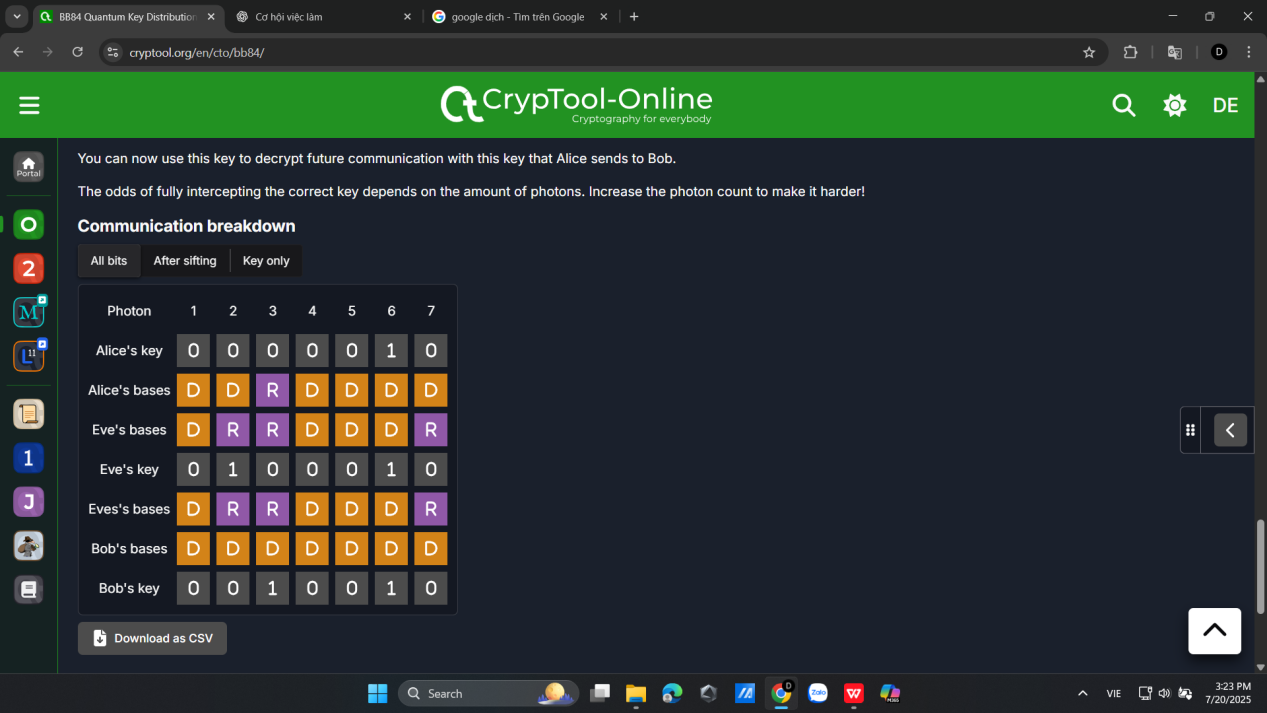 BB84 Quantum Key Distribution
Cơ hội việc làm
google dịch - Tìm trên Google
cryptool.org/en/cto/bb84/
D
CrypTool-Online
Cryptography for everybody
DE
Portal
You can now use this key to decrypt future communication with this key that Alice sends to Bob.
The odds of fully intercepting the correct key depends on the amount of photons. Increase the photon count to make it harder!
O
Communication breakdown
2
All bits After sifting Key only
M
Photon 1 2 3 4 5 6 7
L 11
Alice's key 0 0 0 0 0 1 0
Alice's bases D D R D D D D
Eve's bases D R R D D D R
1
Eve's key 0 1 0 0 0 1 0
J
Eves's bases D R R D D D R
Bob's bases D D D D D D D
Bob's key 0 0 1 0 0 1 0
Download as CSV
Search
D
Zalo
W
M365
VIE
3:23 PM
7/20/2025